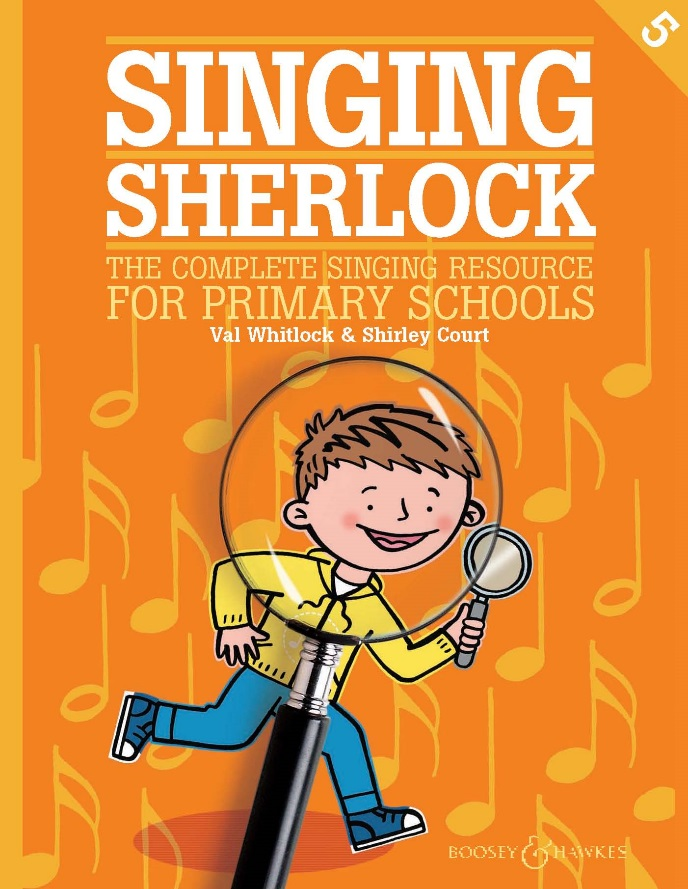 5
SINGING
SHERLOCK
THE COMPLETE SINGING RESOURCE
FOR PRIMARY SCHOOLS
Val Whitlock & Shirley Court
BOOSEY & HAWKES